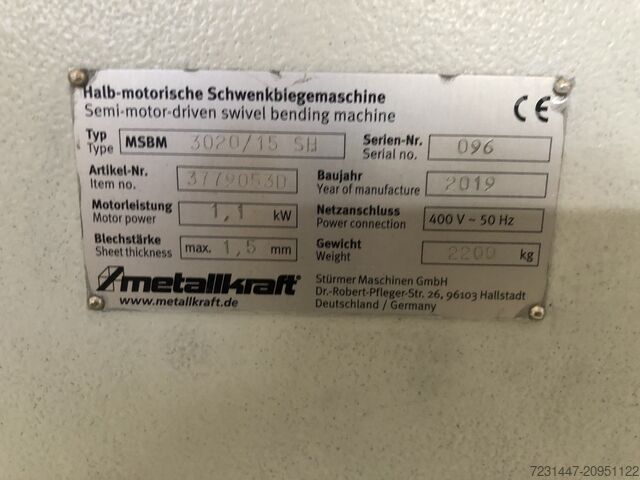 Halb-motorische Schwenkbiegemaschine
Semi-motor-driven swivel bending machine
CE
Typ
Type
MSBM 3020/15 SH
Serien-Nr.
Serial no.
096
Artikel-Nr.
Item no.
3779053D
Baujahr
Year of manufacture
2019
Motorleistung
Motor power
1,1 kW
Netzanschluss
Power connection
400 V ~ 50 Hz
Blechstärke
Sheet thickness
max. 1,5 mm
Gewicht
Weight
2200 kg
metallkraft®
www.metallkraft.de
Stürmer Maschinen GmbH
Dr.-Robert-Pfleger-Str. 26, 96103 Hallstadt
Deutschland / Germany
7231447-20951122